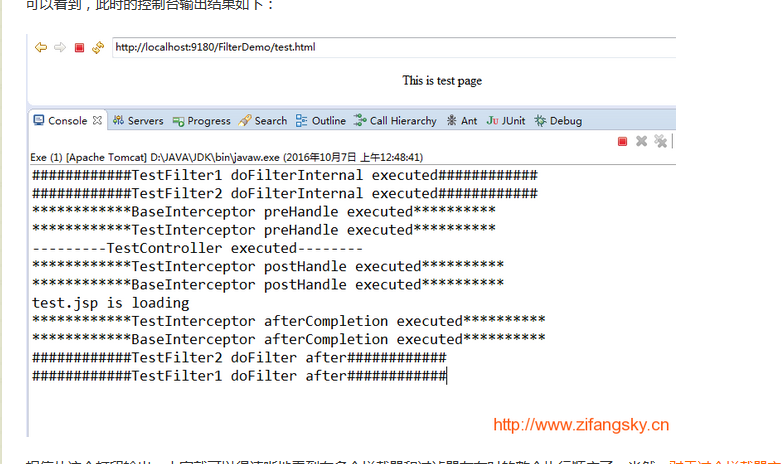 可以看到，此时的控制台输出结果如下：
http://localhost:9180/FilterDemo/test.html
This is test page
Console Servers Progress Search Outline Call Hierarchy Ant Ju JUnit Debug
Exe (1) [Apache Tomcat] D:\JAVA\JDK\bin\javaw.exe (2016年10月7日 上午12:48:41)
############TestFilter1 doFilterInternal executed############
############TestFilter2 doFilterInternal executed############
************BaseInterceptor preHandle executed**********
************TestInterceptor preHandle executed**********
---------TestController executed--------
************TestInterceptor postHandle executed**********
************BaseInterceptor postHandle executed**********
test.jsp is loading
************TestInterceptor afterCompletion executed**********
************BaseInterceptor afterCompletion executed**********
############TestFilter2 doFilter after############
############TestFilter1 doFilter after############
http://www.zifangsky.cn